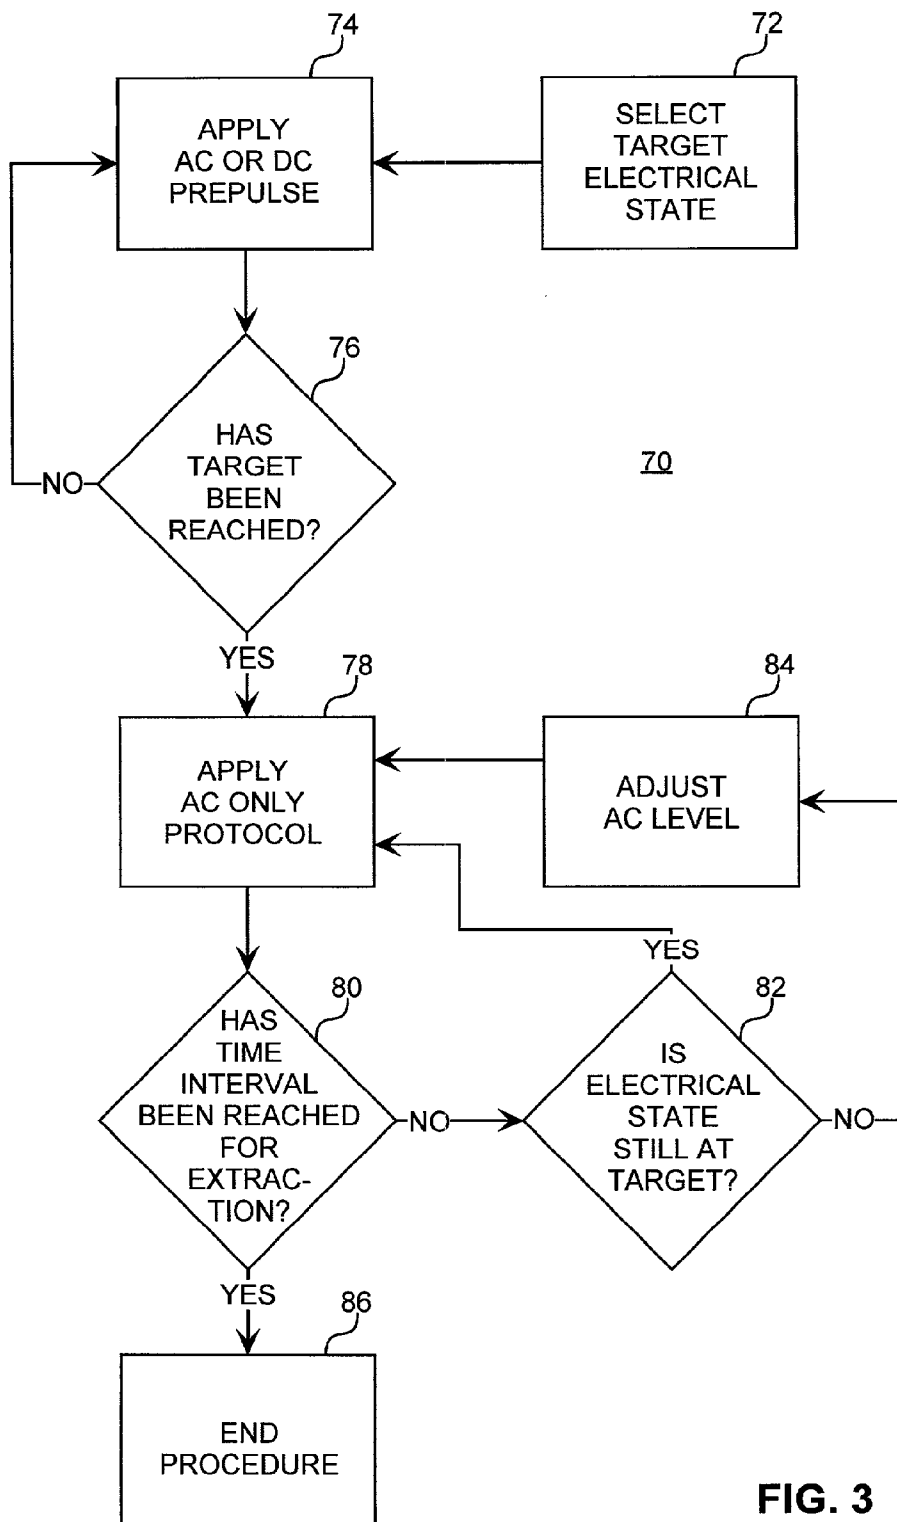 74
72
APPLY
AC OR DC
PREPULSE
SELECT
TARGET
ELECTRICAL
STATE
76
HAS
TARGET
BEEN
REACHED?
NO
70
YES
78
84
APPLY
AC ONLY
PROTOCOL
ADJUST
AC LEVEL
YES
80
82
HAS
TIME
INTERVAL
BEEN REACHED
FOR
EXTRAC-
TION?
NO
IS
ELECTRICAL
STATE
STILL AT
TARGET?
NO
YES
86
END
PROCEDURE
FIG. 3